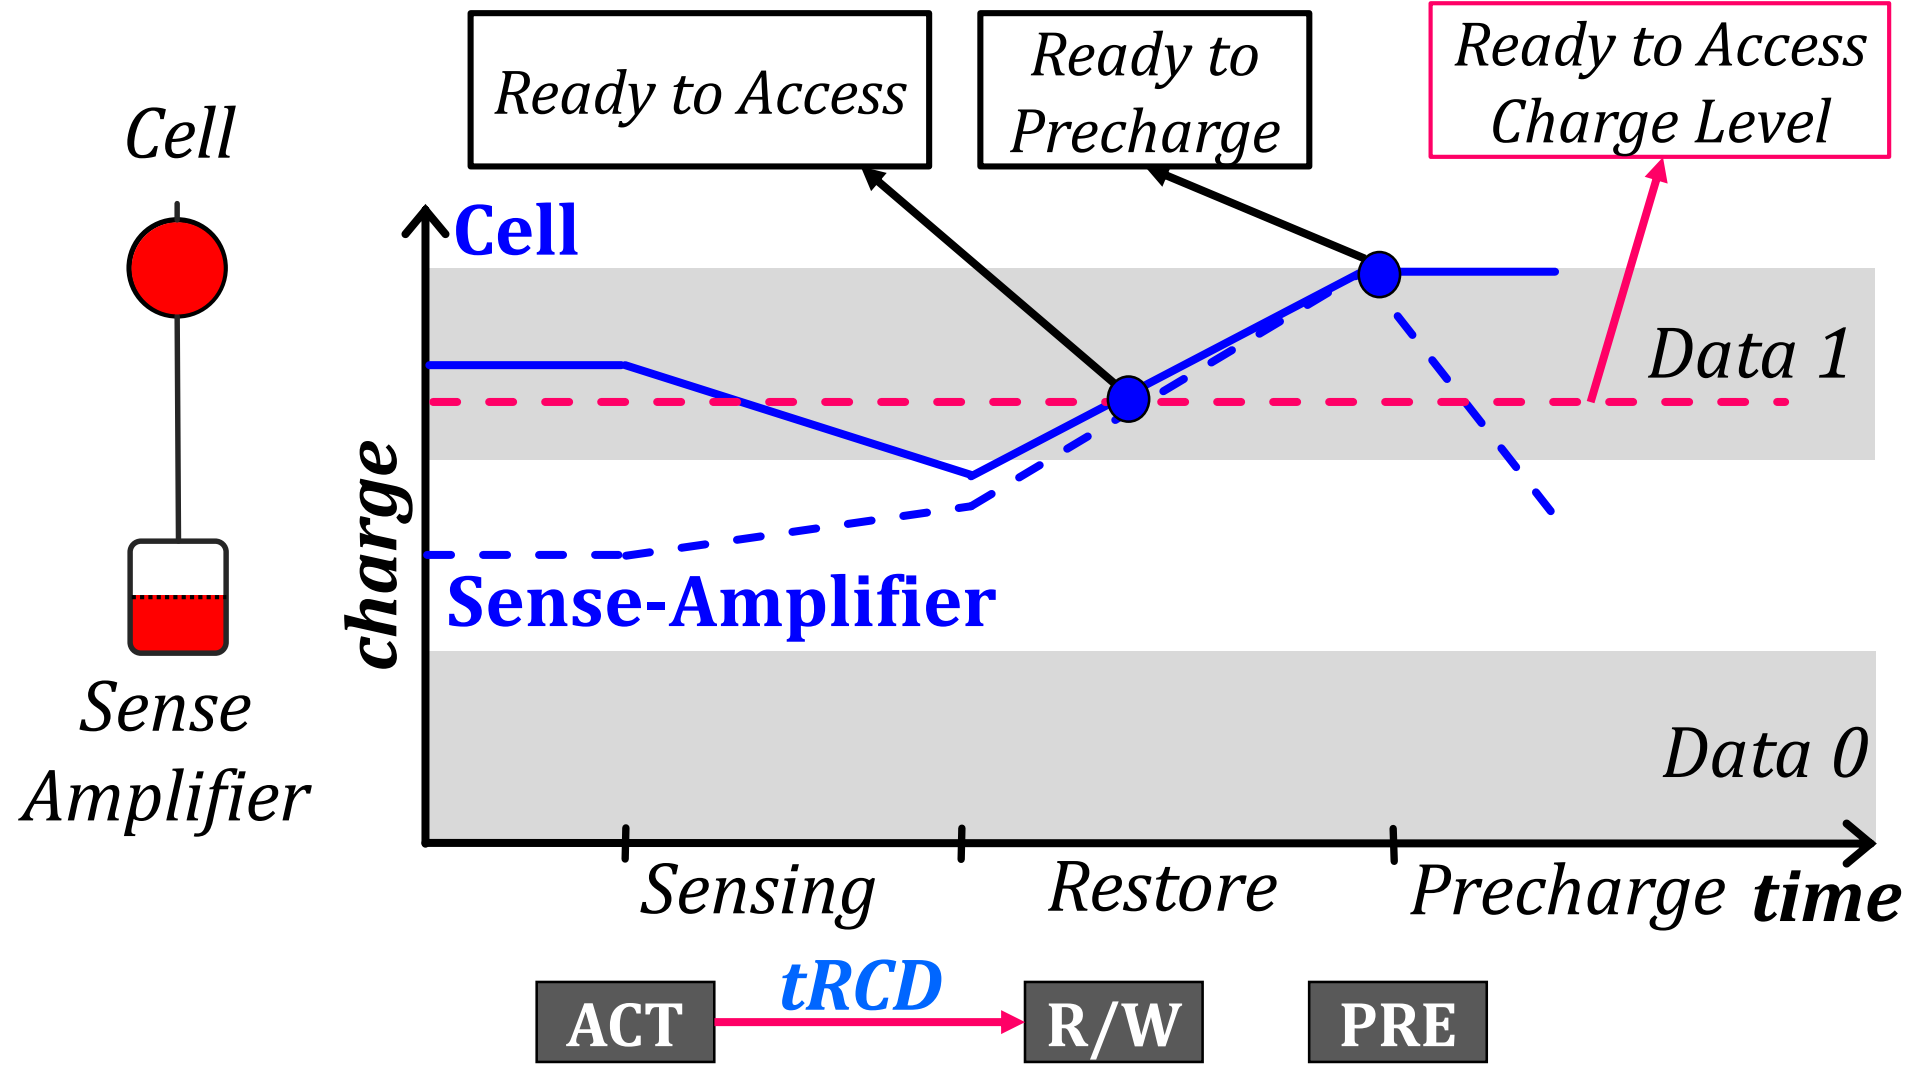 Ready to Access
Ready to
Precharge
Ready to Access
Charge Level
Cell
Cell
Data 1
charge
Sense-Amplifier
Sense
Amplifier
Data 0
Sensing
Restore
Precharge
time
tRCD
ACT
R/W
PRE